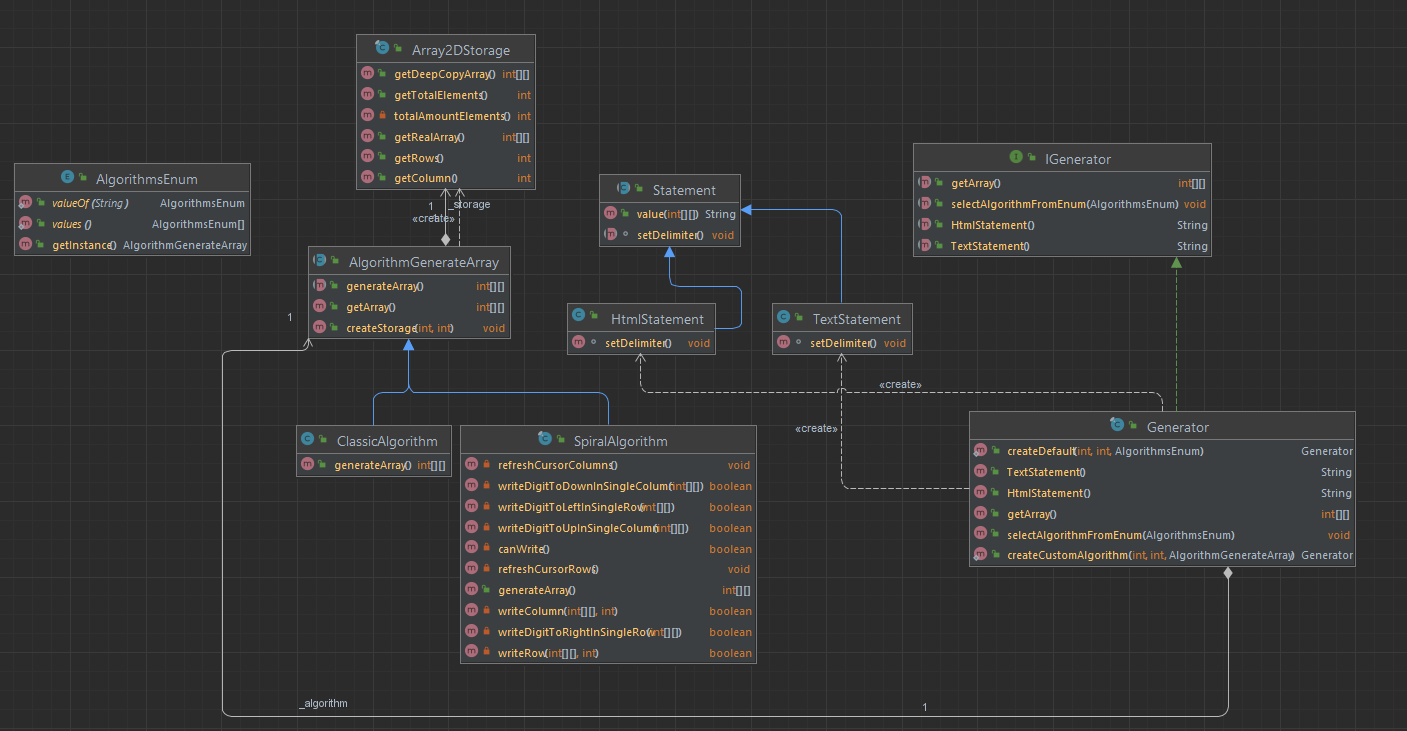 Array2DStorage
getDeepCopyArray() int[][]
getTotalElements() int
totalAmountElements() int
getRealArray() int[][]
getRows() int
getColumn() int
AlgorithmsEnum
valueOf (String) AlgorithmsEnum
values () AlgorithmsEnum[]
getInstance() AlgorithmGenerateArray
1
_storage
«create»
1
AlgorithmGenerateArray
generateArray() int[][]
getArray() int[][]
createStorage(int, int) void
1
Statement
value(int[][]) String
setDelimiter() void
IGenerator
getArray() int[][]
selectAlgorithmFromEnum(AlgorithmsEnum) void
HtmlStatement() String
TextStatement() String
HtmlStatement
setDelimiter() void
TextStatement
setDelimiter() void
«create»
«create»
ClassicAlgorithm
generateArray() int[][]
SpiralAlgorithm
refreshCursorColumns() void
writeDigitToDownInSingleColumn(int[][]) boolean
writeDigitToLeftInSingleRow(int[][]) boolean
writeDigitToUpInSingleColumn(int[][]) boolean
canWrite() boolean
refreshCursorRows() void
generateArray() int[][]
writeColumn(int[][], int) boolean
writeDigitToRightInSingleRow(int[][]) boolean
writeRow(int[][], int) boolean
Generator
createDefault(int, int, AlgorithmsEnum) Generator
TextStatement() String
HtmlStatement() String
getArray() int[][]
selectAlgorithmFromEnum(AlgorithmsEnum) void
createCustomAlgorithm(int, int, AlgorithmGenerateArray) Generator
_algorithm
1